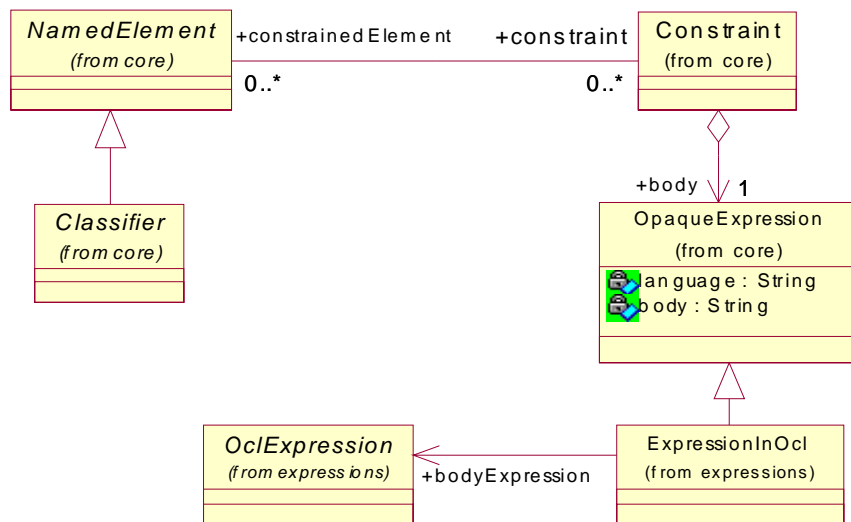 NamedElement
(from core)
+constrainedElement
0..*
+constraint
0..*
Constraint
(from core)
+body
1
Classifier
(from core)
OpaqueExpression
(from core)
language : String
body : String
OclExpression
(from expressions)
+bodyExpression
ExpressionInOcl
(from expressions)